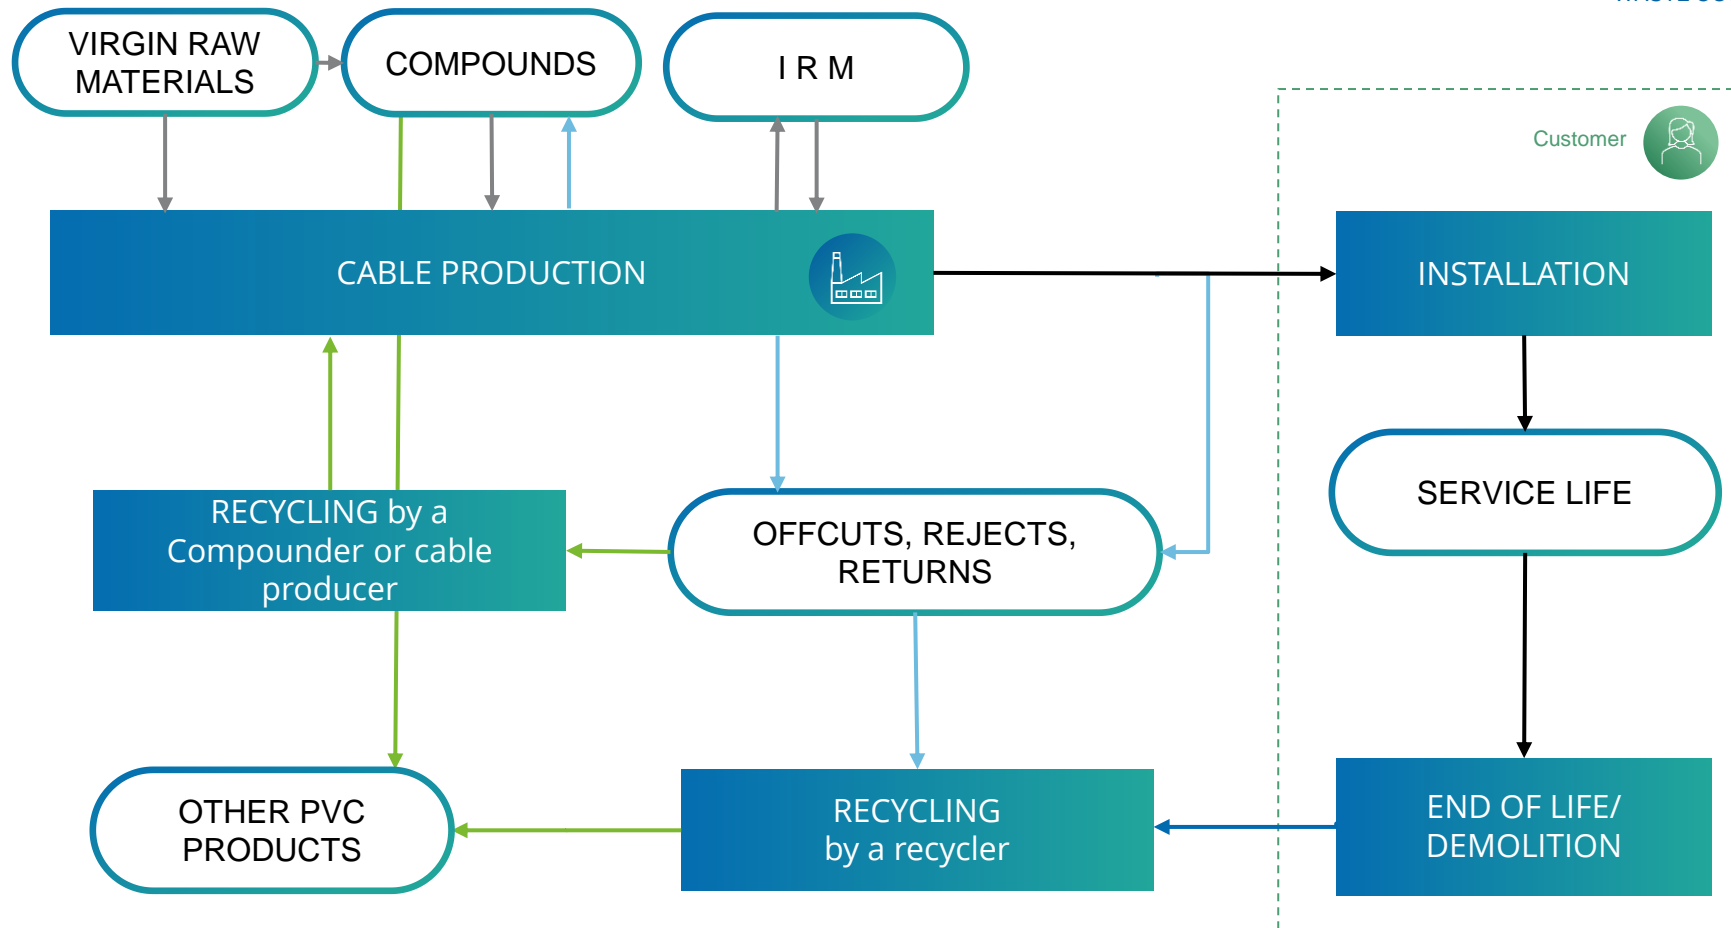 VIRGIN RAW
MATERIALS
COMPOUNDS
I R M
Customer
CABLE PRODUCTION
INSTALLATION
RECYCLING by a
Compounder or cable
producer
OFFCUTS, REJECTS,
RETURNS
SERVICE LIFE
OTHER PVC
PRODUCTS
RECYCLING
by a recycler
END OF LIFE/
DEMOLITION